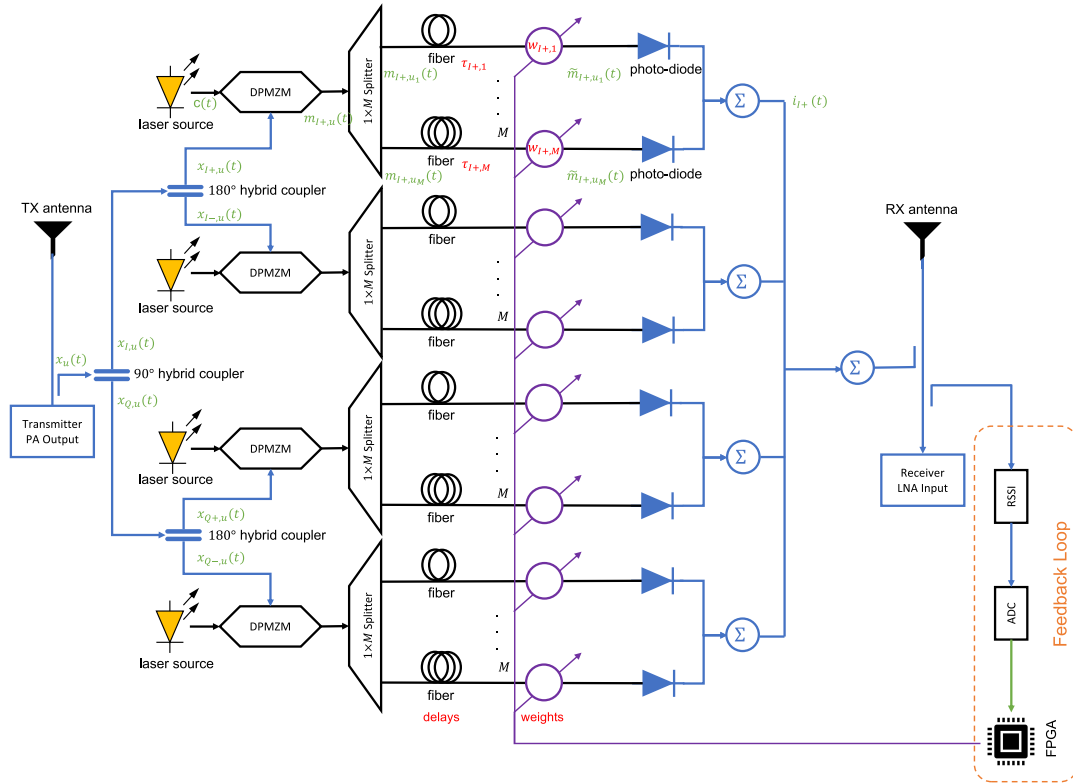 fiber
τ_{I+,1}
w_{I+,1}
m_{I+,u_1}(t)
m̃_{I+,u_1}(t)
photo-diode
c(t)
DPMZM
laser source
m_{I+,u}(t)
1×M Splitter
M
w_{I+,M}
Σ
i_{I+}(t)
fiber
τ_{I+,M}
m_{I+,u_M}(t)
m̃_{I+,u_M}(t)
photo-diode
x_{I+,u}(t)
180° hybrid coupler
x_{I−,u}(t)
TX antenna
RX antenna
fiber
DPMZM
laser source
1×M Splitter
M
Σ
fiber
x_u(t)
x_{I,u}(t)
90° hybrid coupler
x_{Q,u}(t)
Transmitter
PA Output
Σ
fiber
DPMZM
laser source
1×M Splitter
M
Σ
fiber
Receiver
LNA Input
RSSI
x_{Q+,u}(t)
180° hybrid coupler
x_{Q−,u}(t)
fiber
DPMZM
laser source
1×M Splitter
M
Σ
fiber
ADC
Feedback Loop
delays
weights
FPGA